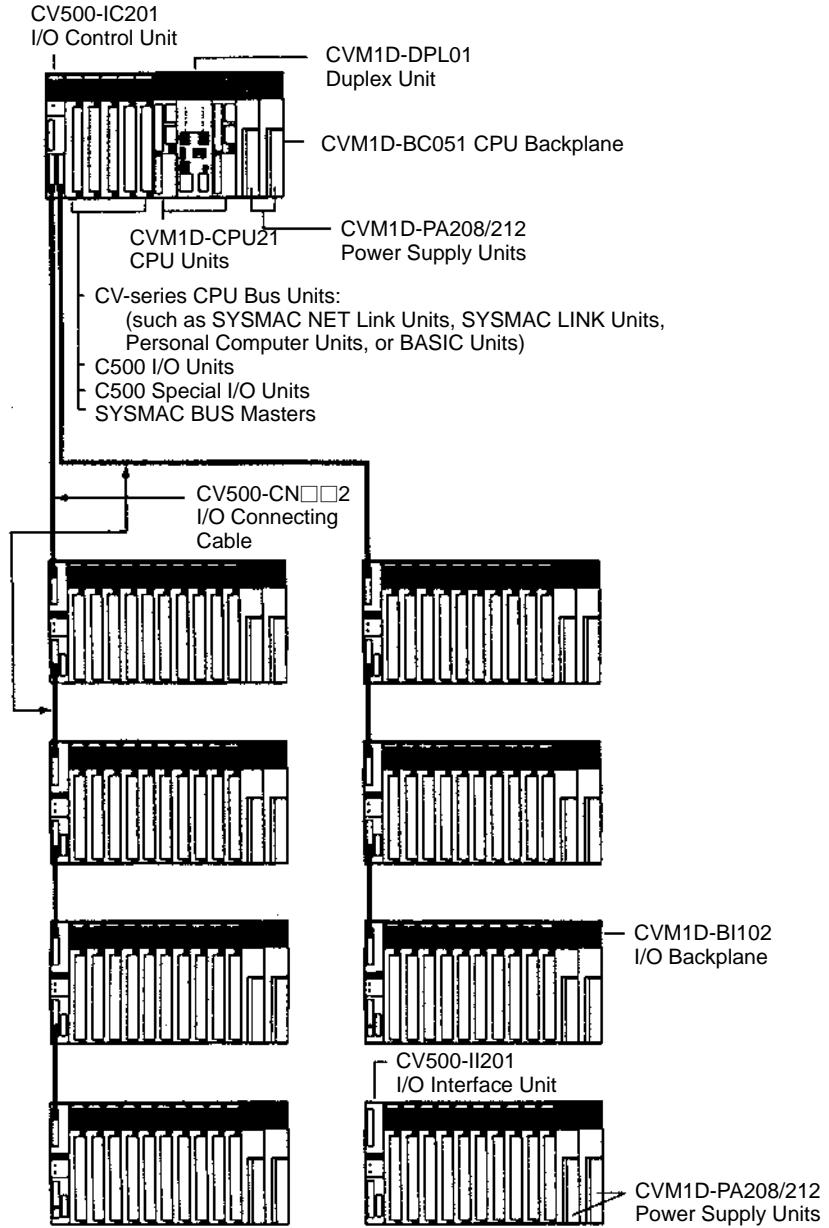 CV500-IC201
I/O Control Unit
CVM1D-DPL01
Duplex Unit
CVM1D-BC051 CPU Backplane
CVM1D-CPU21
CPU Units
CVM1D-PA208/212
Power Supply Units
CV-series CPU Bus Units:
(such as SYSMAC NET Link Units, SYSMAC LINK Units,
Personal Computer Units, or BASIC Units)
C500 I/O Units
C500 Special I/O Units
SYSMAC BUS Masters
CV500-CN□□2
I/O Connecting
Cable
CVM1D-BI102
I/O Backplane
CV500-II201
I/O Interface Unit
CVM1D-PA208/212
Power Supply Units